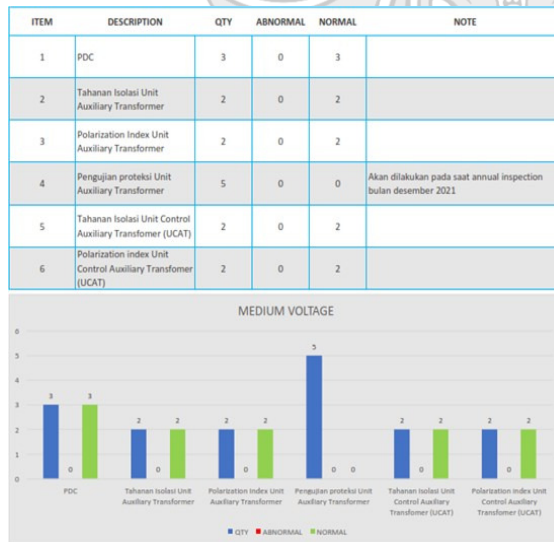 ITEM DESCRIPTION QTY ABNORMAL NORMAL NOTE
1 PDC 3 0 3
2 Tahanan Isolasi Unit
Auxiliary Transformer 2 0 2
3 Polarization Index Unit
Auxiliary Transformer 2 0 2
4 Pengujian proteksi Unit
Auxiliary Transformer 5 0 0 Akan dilakukan pada saat annual inspection
bulan desember 2021
5 Tahanan Isolasi Unit Control
Auxiliary Transfomer (UCAT) 2 0 2
6 Polarization index Unit
Control Auxiliary Transfomer
(UCAT) 2 0 2
MEDIUM VOLTAGE
6
5
4
3
2
1
0
3 0 3
2 0 2
2 0 2
5 0 0
2 0 2
2 0 2
PDC
Tahanan Isolasi Unit
Auxiliary Transformer
Polarization Index Unit
Auxiliary Transformer
Pengujian proteksi Unit
Auxiliary Transformer
Tahanan Isolasi Unit
Control Auxiliary
Transfomer (UCAT)
Polarization index Unit
Control Auxiliary
Transfomer (UCAT)
QTY ABNORMAL NORMAL